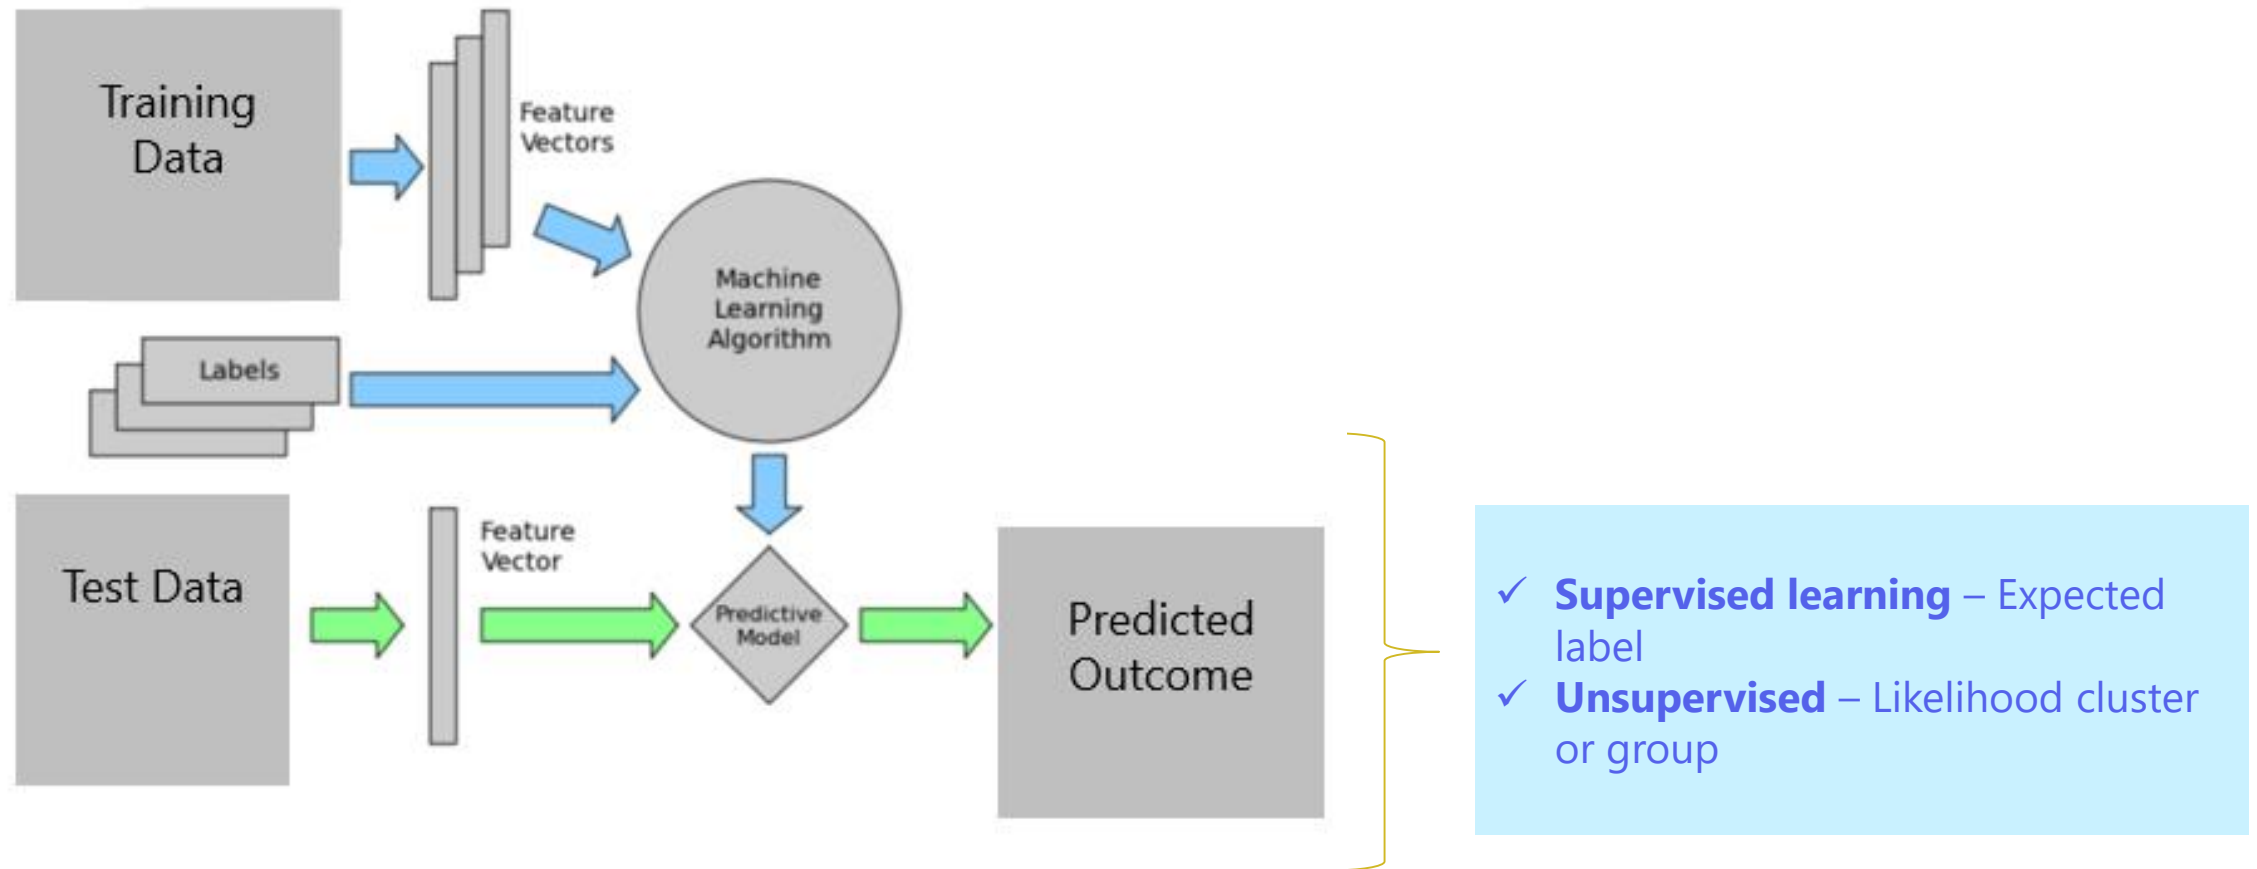 Training
Data
Feature
Vectors
Machine
Learning
Algorithm
Labels
Test Data
Feature
Vector
Predictive
Model
Predicted
Outcome
✓ Supervised learning – Expected
label
✓ Unsupervised – Likelihood cluster
or group